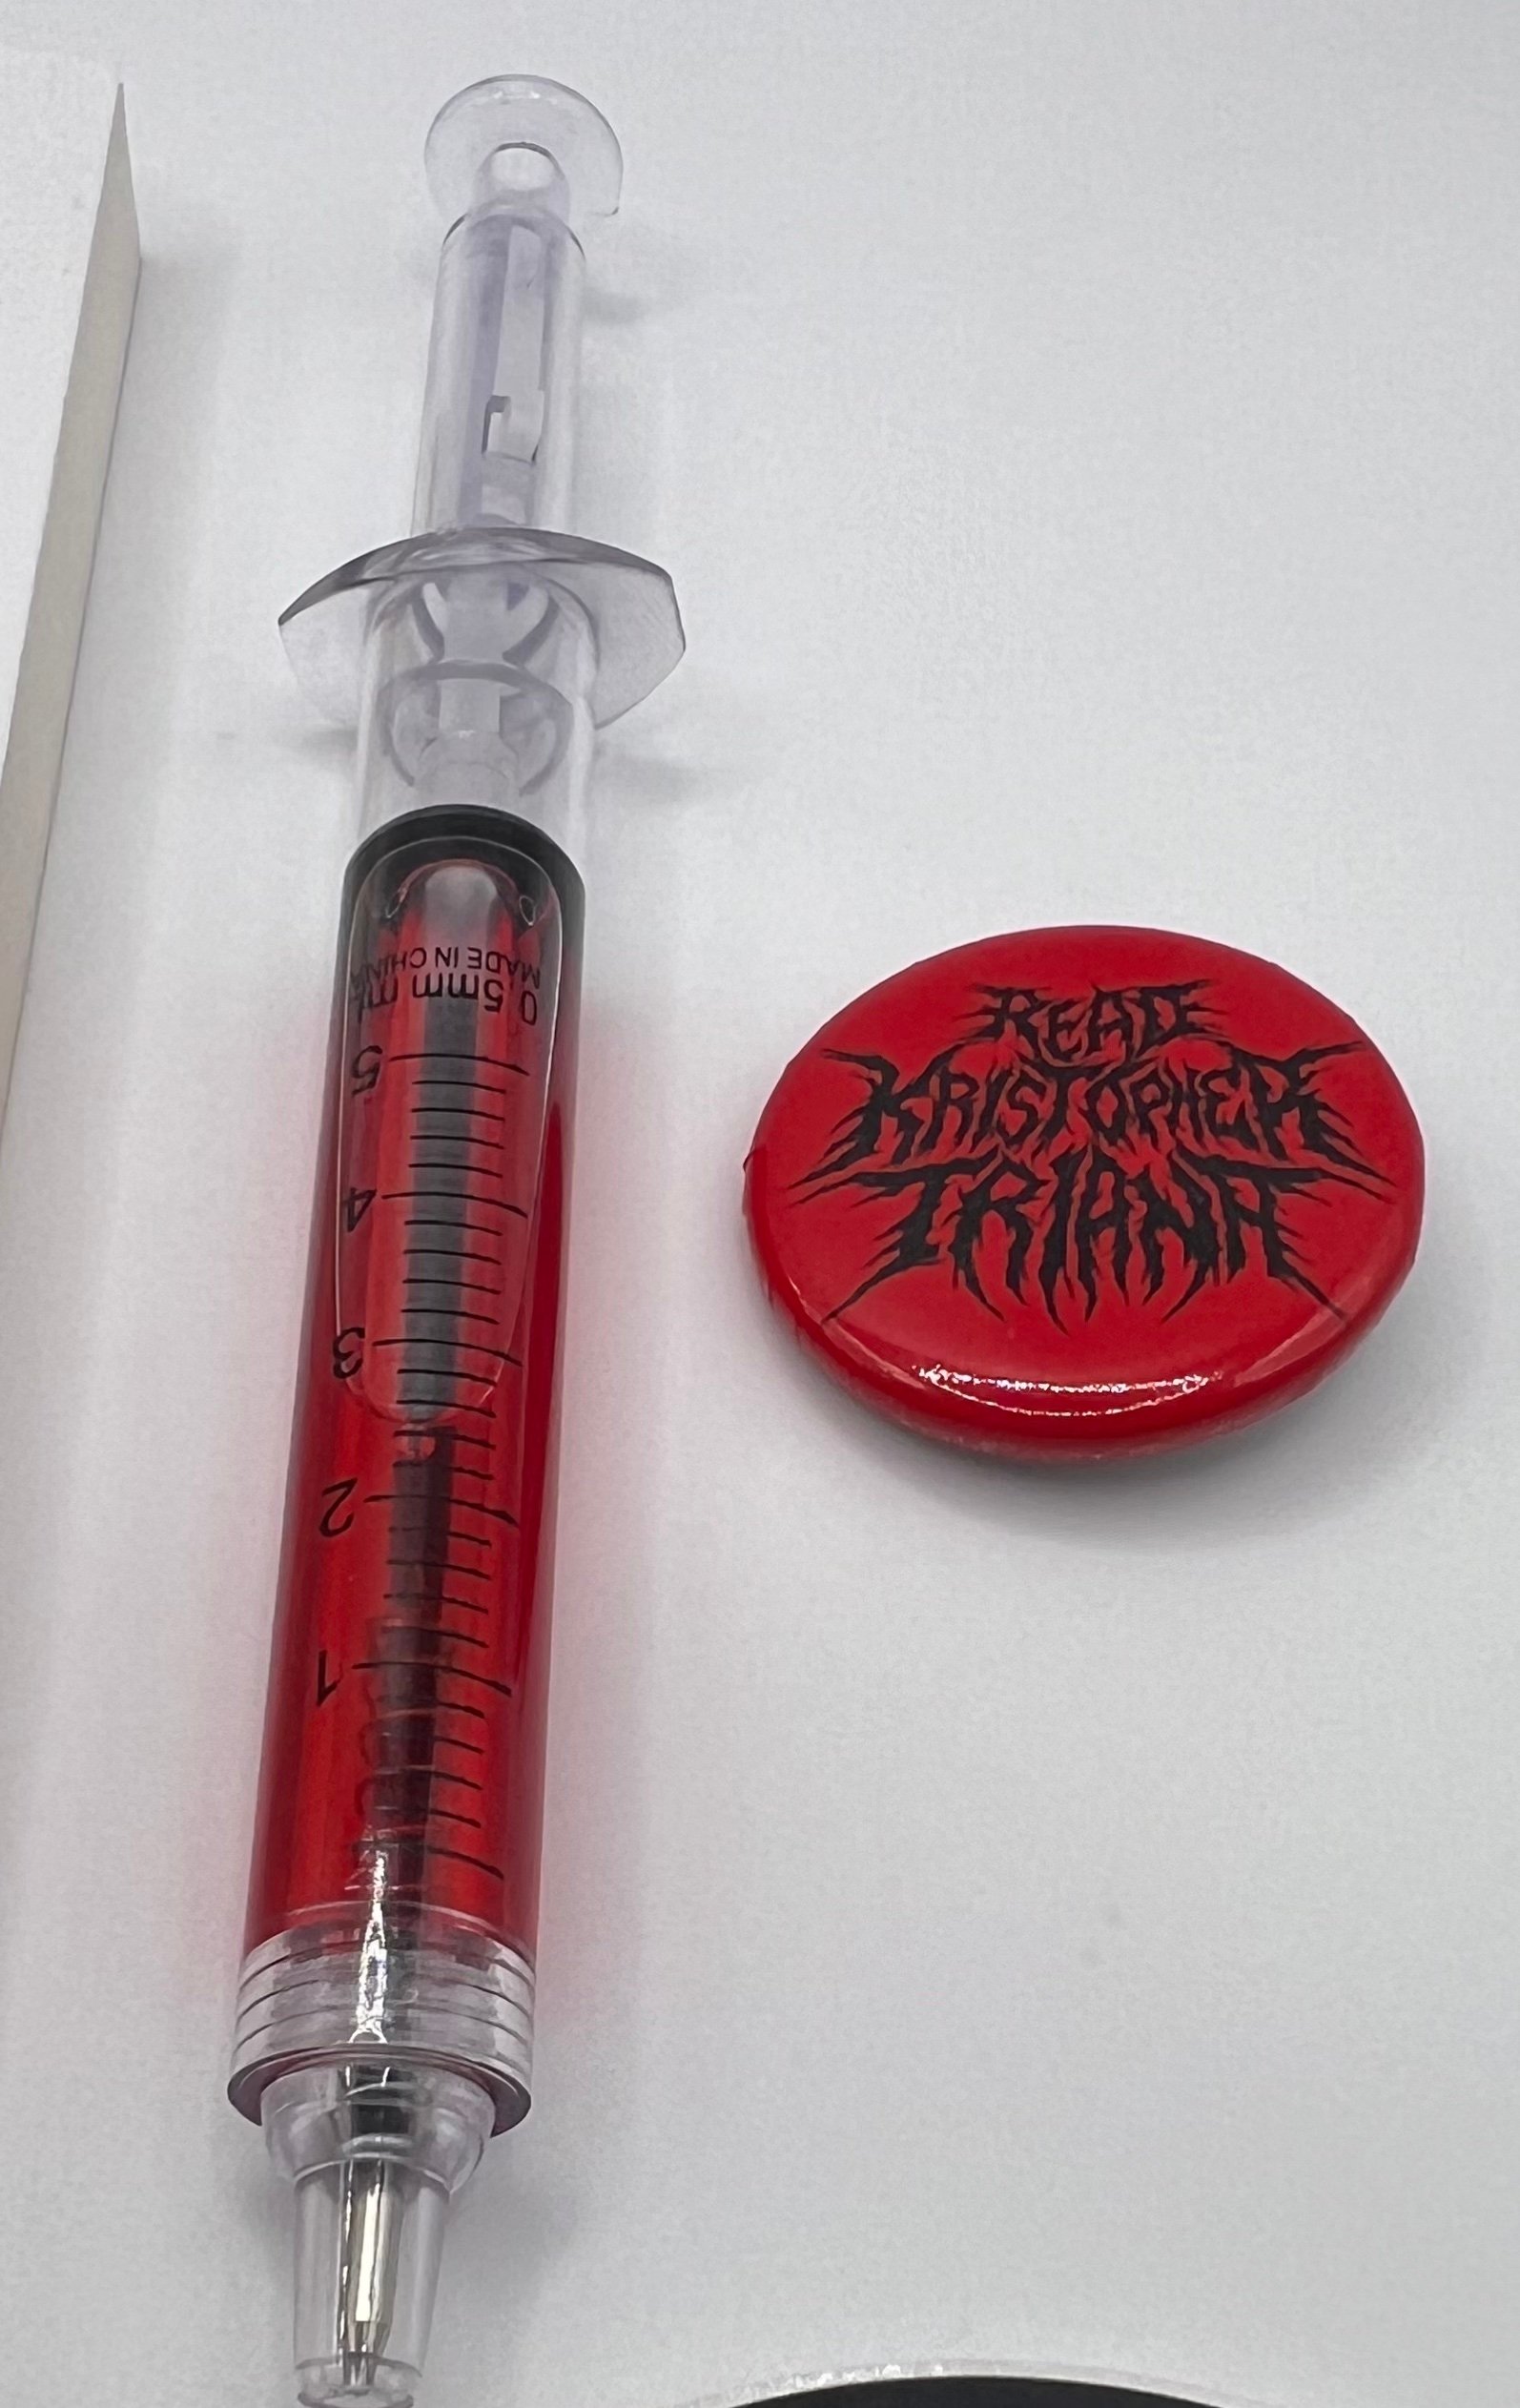 0.5mm ml
MADE IN CHINA
5
4
3
2
1
READ
KRISTOPHER
TRIANA